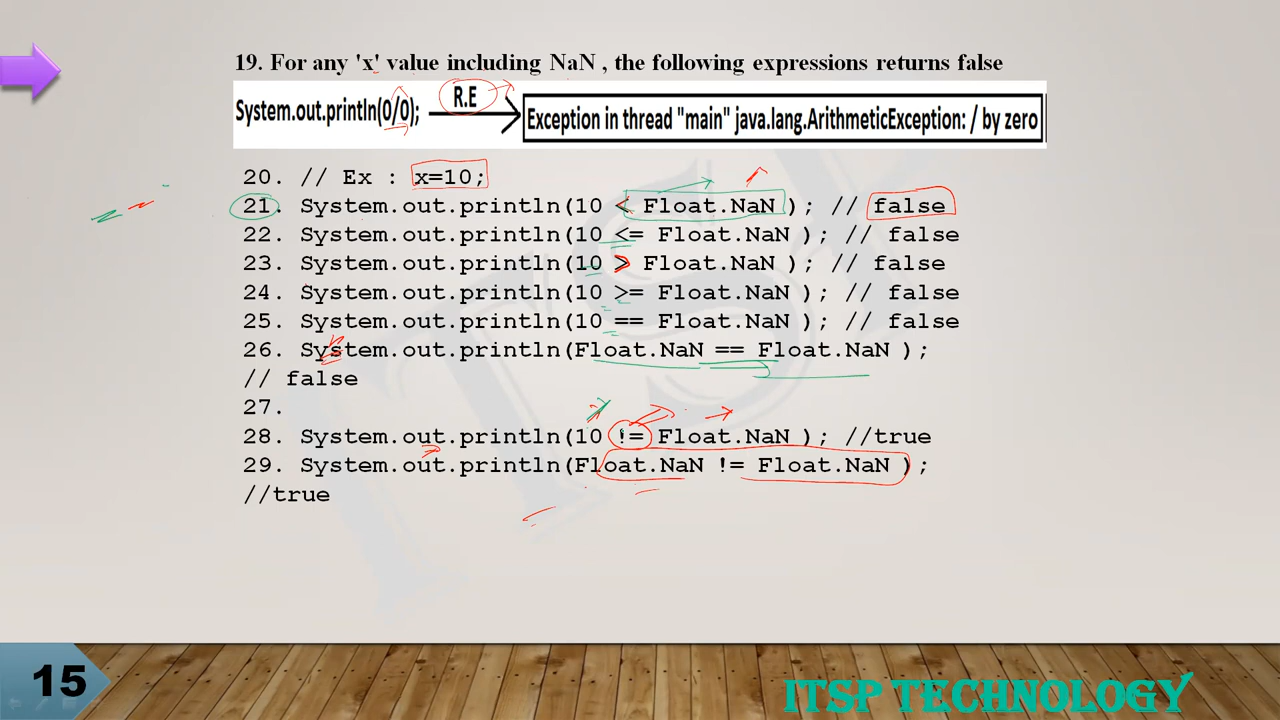 19. For any 'x' value including NaN , the following expressions returns false
System.out.println(0/0); R.E Exception in thread "main" java.lang.ArithmeticException: / by zero
20. // Ex : x=10;
21. System.out.println(10 < Float.NaN ); // false
22. System.out.println(10 <= Float.NaN ); // false
23. System.out.println(10 > Float.NaN ); // false
24. System.out.println(10 >= Float.NaN ); // false
25. System.out.println(10 == Float.NaN ); // false
26. System.out.println(Float.NaN == Float.NaN );
// false
27.
28. System.out.println(10 != Float.NaN ); //true
29. System.out.println(Float.NaN != Float.NaN );
//true
15
ITSP TECHNOLOGY